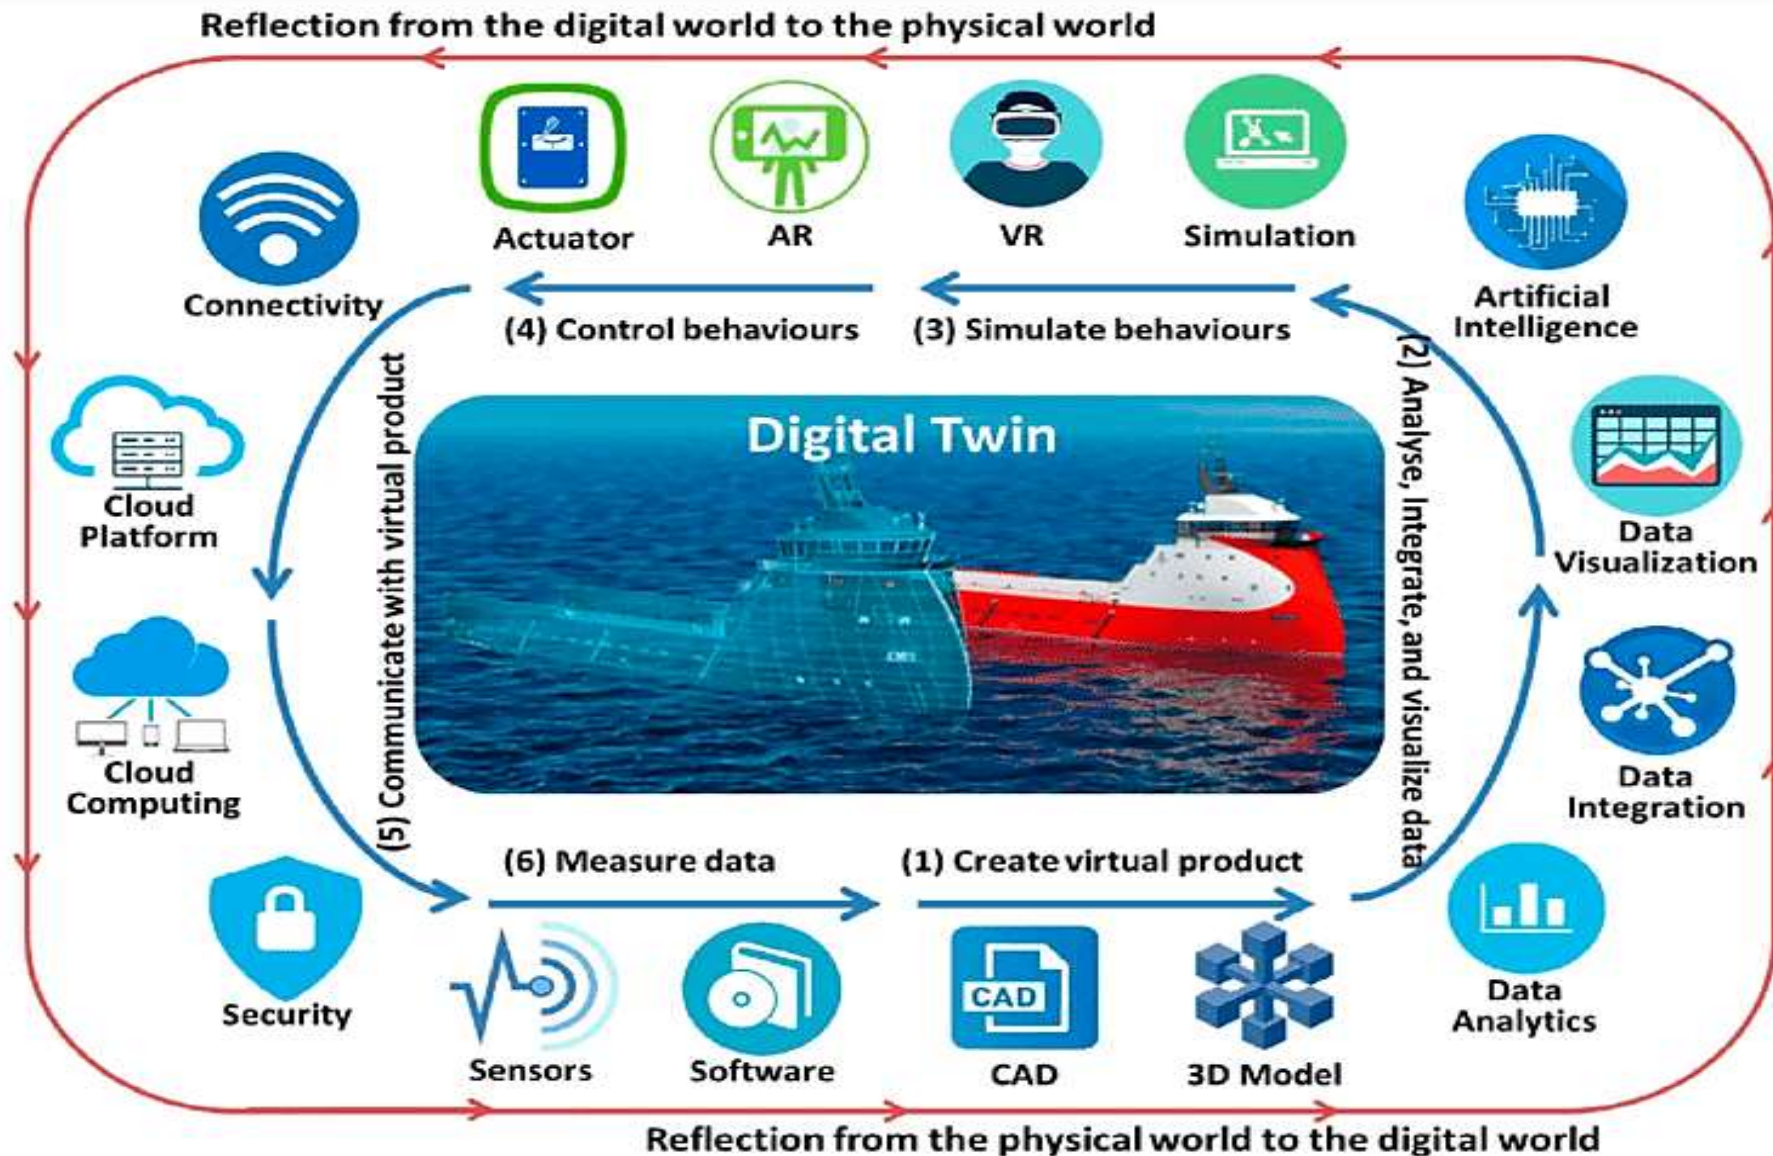 Reflection from the digital world to the physical world
Actuator
AR
VR
Simulation
Connectivity
Artificial
Intelligence
(4) Control behaviours
(3) Simulate behaviours
(2) Analyse, Integrate, and visualize data
(5) Communicate with virtual product
Digital Twin
Cloud
Platform
Data
Visualization
Cloud
Computing
Data
Integration
(6) Measure data
(1) Create virtual product
Security
Sensors
Software
CAD
CAD
3D Model
Data
Analytics
Reflection from the physical world to the digital world